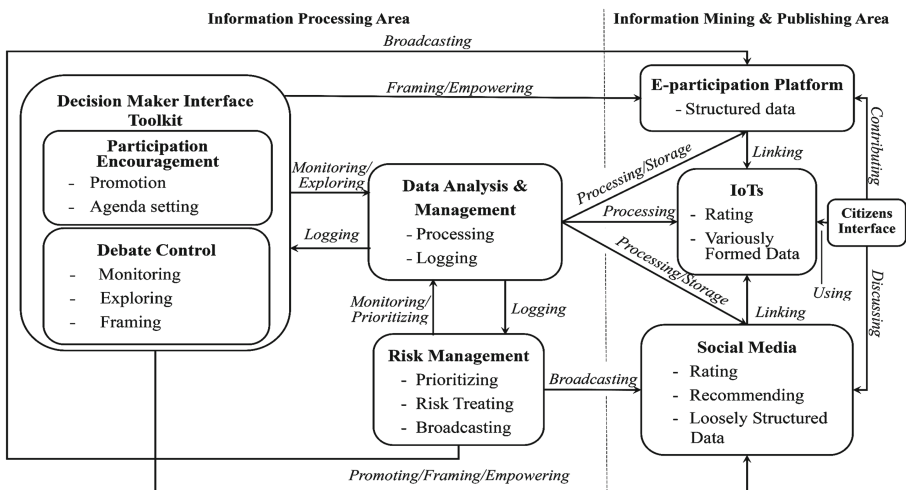 Information Processing Area
Information Mining & Publishing Area
Broadcasting
Framing/Empowering
Decision Maker Interface
Toolkit
Participation
Encouragement
- Promotion
- Agenda setting
Debate Control
- Monitoring
- Exploring
- Framing
Monitoring/
Exploring
Logging
Data Analysis &
Management
- Processing
- Logging
Monitoring/
Prioritizing
Logging
Risk Management
- Prioritizing
- Risk Treating
- Broadcasting
Broadcasting
Promoting/Framing/Empowering
E-participation Platform
- Structured data
Processing/Storage
Processing
Processing/Storage
Linking
IoTs
- Rating
- Variously
Formed Data
Linking
Contributing
Citizens
Interface
Using
Discussing
Social Media
- Rating
- Recommending
- Loosely Structured
Data